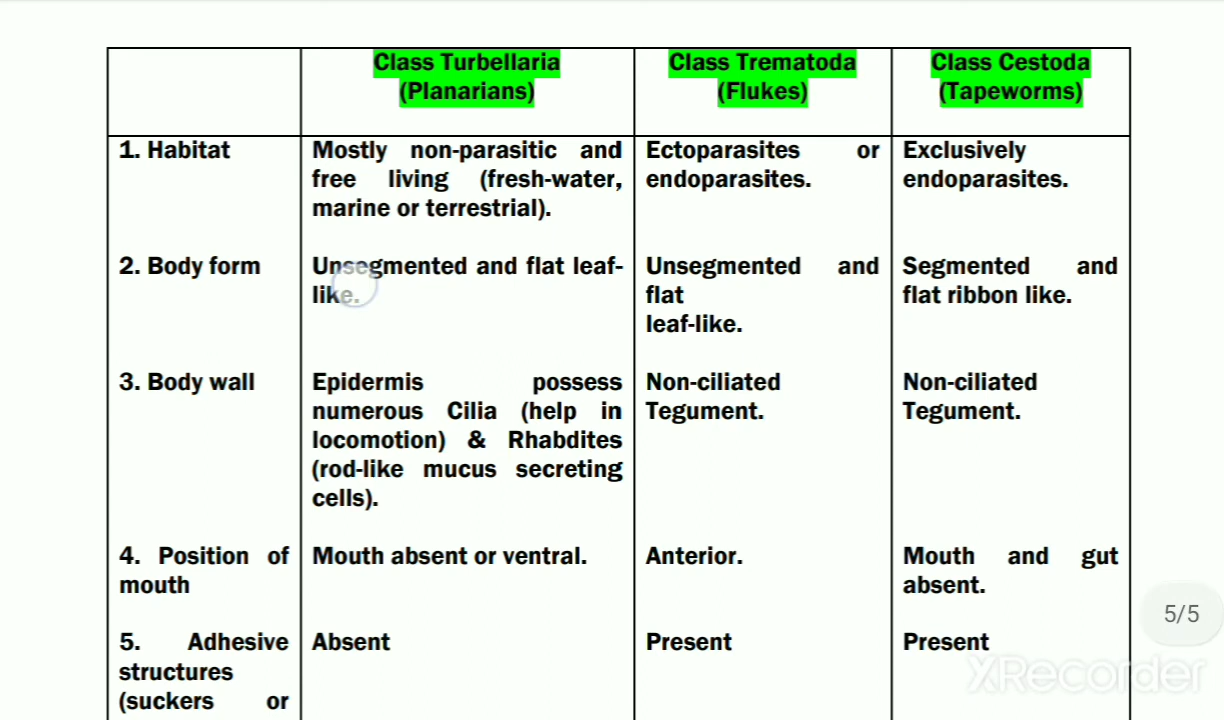 Class Turbellaria
(Planarians)
Class Trematoda
(Flukes)
Class Cestoda
(Tapeworms)
1. Habitat
Mostly non-parasitic and
free living (fresh-water,
marine or terrestrial).
Ectoparasites or
endoparasites.
Exclusively
endoparasites.
2. Body form
Unsegmented and flat leaf-
like.
Unsegmented and
flat
leaf-like.
Segmented and
flat ribbon like.
3. Body wall
Epidermis possess
numerous Cilia (help in
locomotion) & Rhabdites
(rod-like mucus secreting
cells).
Non-ciliated
Tegument.
Non-ciliated
Tegument.
4. Position of
mouth
Mouth absent or ventral.
Anterior.
Mouth and gut
absent.
5. Adhesive
structures
(suckers or
Absent
Present
Present
5/5
XRecorder